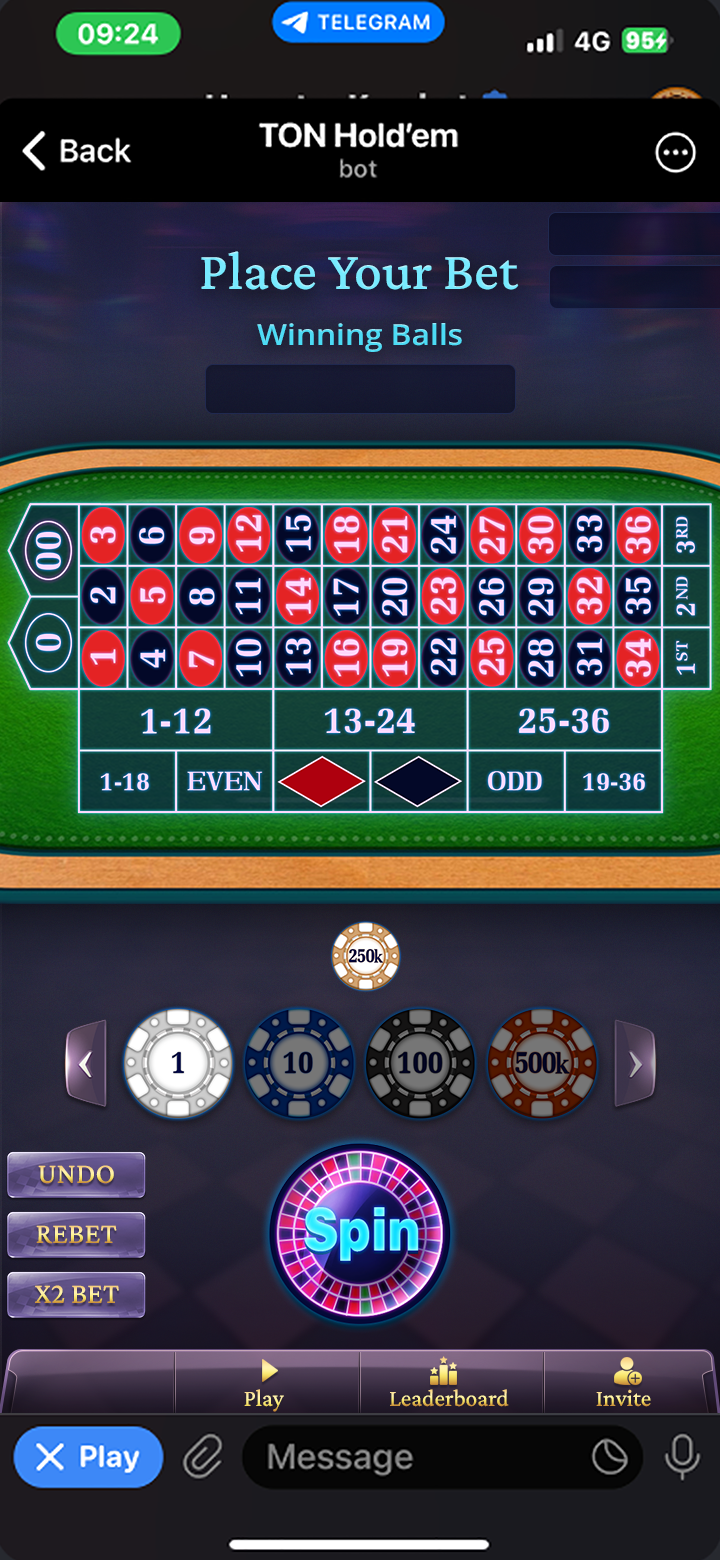 09:24
TELEGRAM
4G 95
Back
TON Hold’em
bot
Place Your Bet
Winning Balls
00 3 6 9 12 15 18 21 24 27 30 33 36 3RD
2 5 8 11 14 17 20 23 26 29 32 35 2ND
0 1 4 7 10 13 16 19 22 25 28 31 34 1ST
1-12 13-24 25-36
1-18 EVEN ODD 19-36
250k
1 10 100 500k
UNDO
REBET
X2 BET
Spin
Play Leaderboard Invite
Play Message